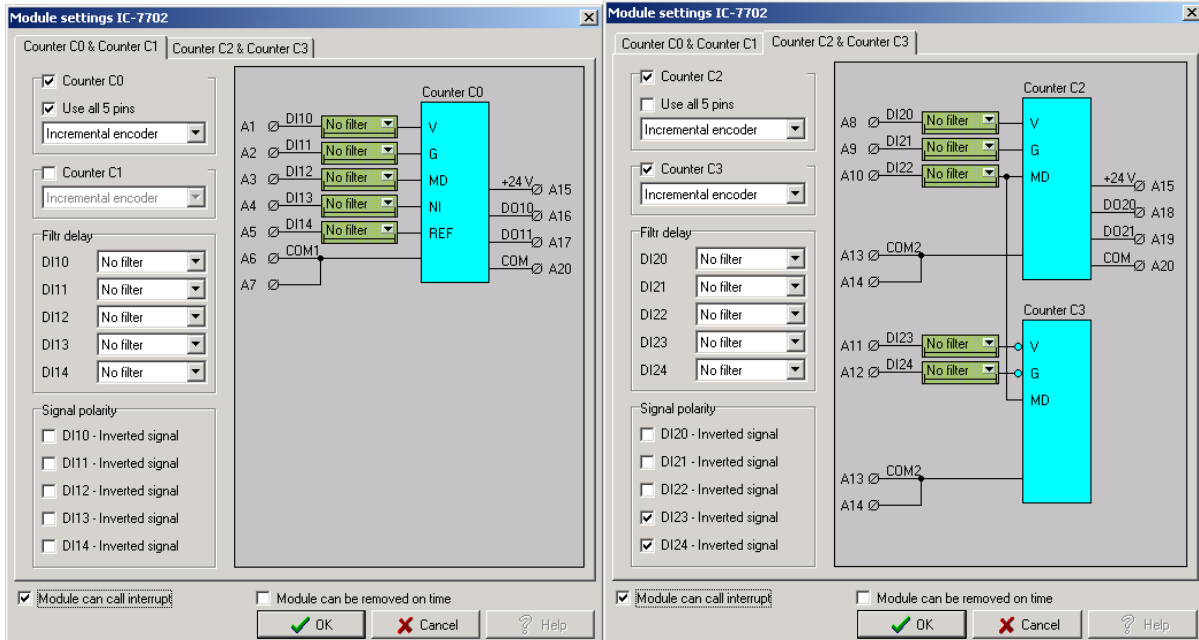 Module settings IC-7702
Counter C0 & Counter C1
Counter C2 & Counter C3
Counter C0
Use all 5 pins
Incremental encoder
Counter C1
Incremental encoder
Filtr delay
DI10 No filter
DI11 No filter
DI12 No filter
DI13 No filter
DI14 No filter
Signal polarity
DI10 - Inverted signal
DI11 - Inverted signal
DI12 - Inverted signal
DI13 - Inverted signal
DI14 - Inverted signal
Counter C0
A1 DI10 No filter V
A2 DI11 No filter G
A3 DI12 No filter MD
A4 DI13 No filter NI
A5 DI14 No filter REF
A6 COM1
A7
+24 V A15
DO10 A16
DO11 A17
COM A20
Module can call interrupt
Module can be removed on time
OK
Cancel
Help
Module settings IC-7702
Counter C0 & Counter C1
Counter C2 & Counter C3
Counter C2
Use all 5 pins
Incremental encoder
Counter C3
Incremental encoder
Filtr delay
DI20 No filter
DI21 No filter
DI22 No filter
DI23 No filter
DI24 No filter
Signal polarity
DI20 - Inverted signal
DI21 - Inverted signal
DI22 - Inverted signal
DI23 - Inverted signal
DI24 - Inverted signal
Counter C2
A8 DI20 No filter V
A9 DI21 No filter G
A10 DI22 No filter MD
+24 V A15
DO20 A18
DO21 A19
COM A20
A13 COM2
A14
Counter C3
A11 DI23 No filter V
A12 DI24 No filter G
MD
A13 COM2
A14
Module can call interrupt
Module can be removed on time
OK
Cancel
Help